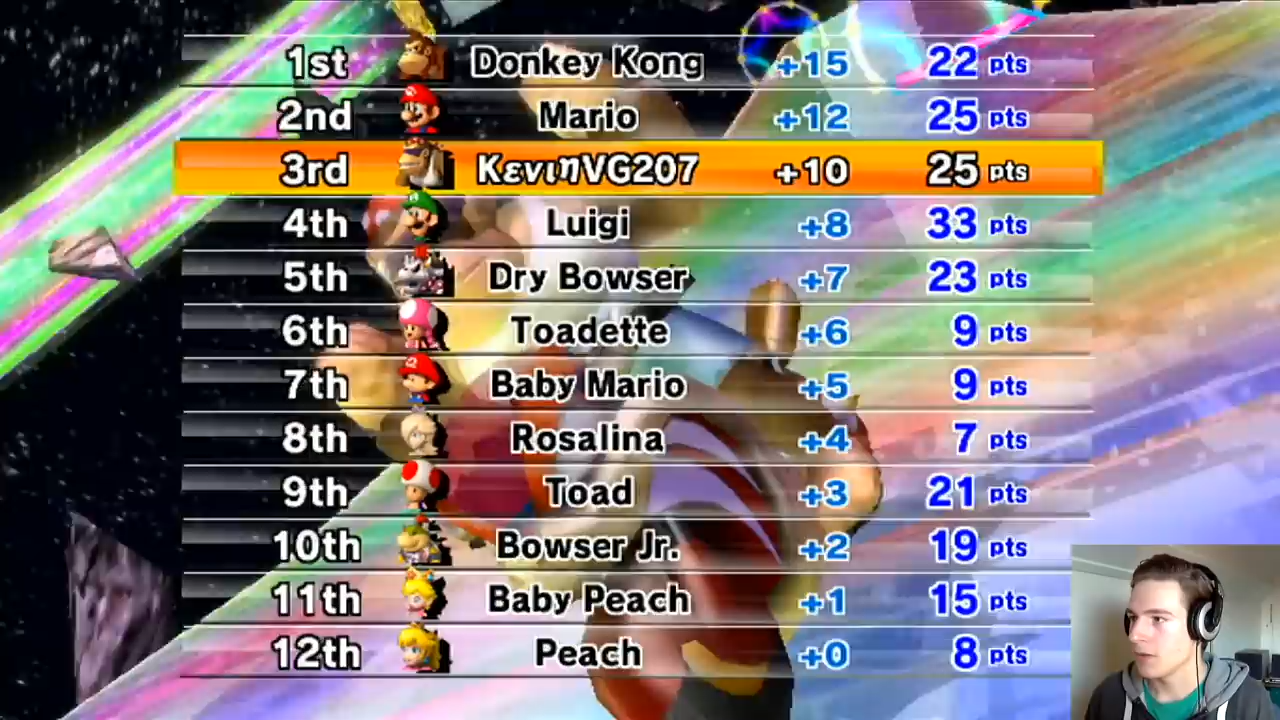 1st Donkey Kong +15 22 pts
2nd Mario +12 25 pts
3rd KενιηVG207 +10 25 pts
4th Luigi +8 33 pts
5th Dry Bowser +7 23 pts
6th Toadette +6 9 pts
7th Baby Mario +5 9 pts
8th Rosalina +4 7 pts
9th Toad +3 21 pts
10th Bowser Jr. +2 19 pts
11th Baby Peach +1 15 pts
12th Peach +0 8 pts